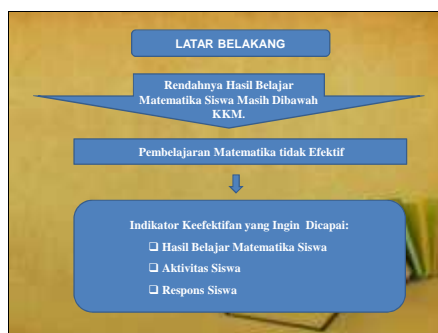 LATAR BELAKANG
Rendahnya Hasil Belajar
Matematika Siswa Masih Dibawah
KKM.
Pembelajaran Matematika tidak Efektif
Indikator Keefektifan yang Ingin Dicapai:
❑ Hasil Belajar Matematika Siswa
❑ Aktivitas Siswa
❑ Respons Siswa